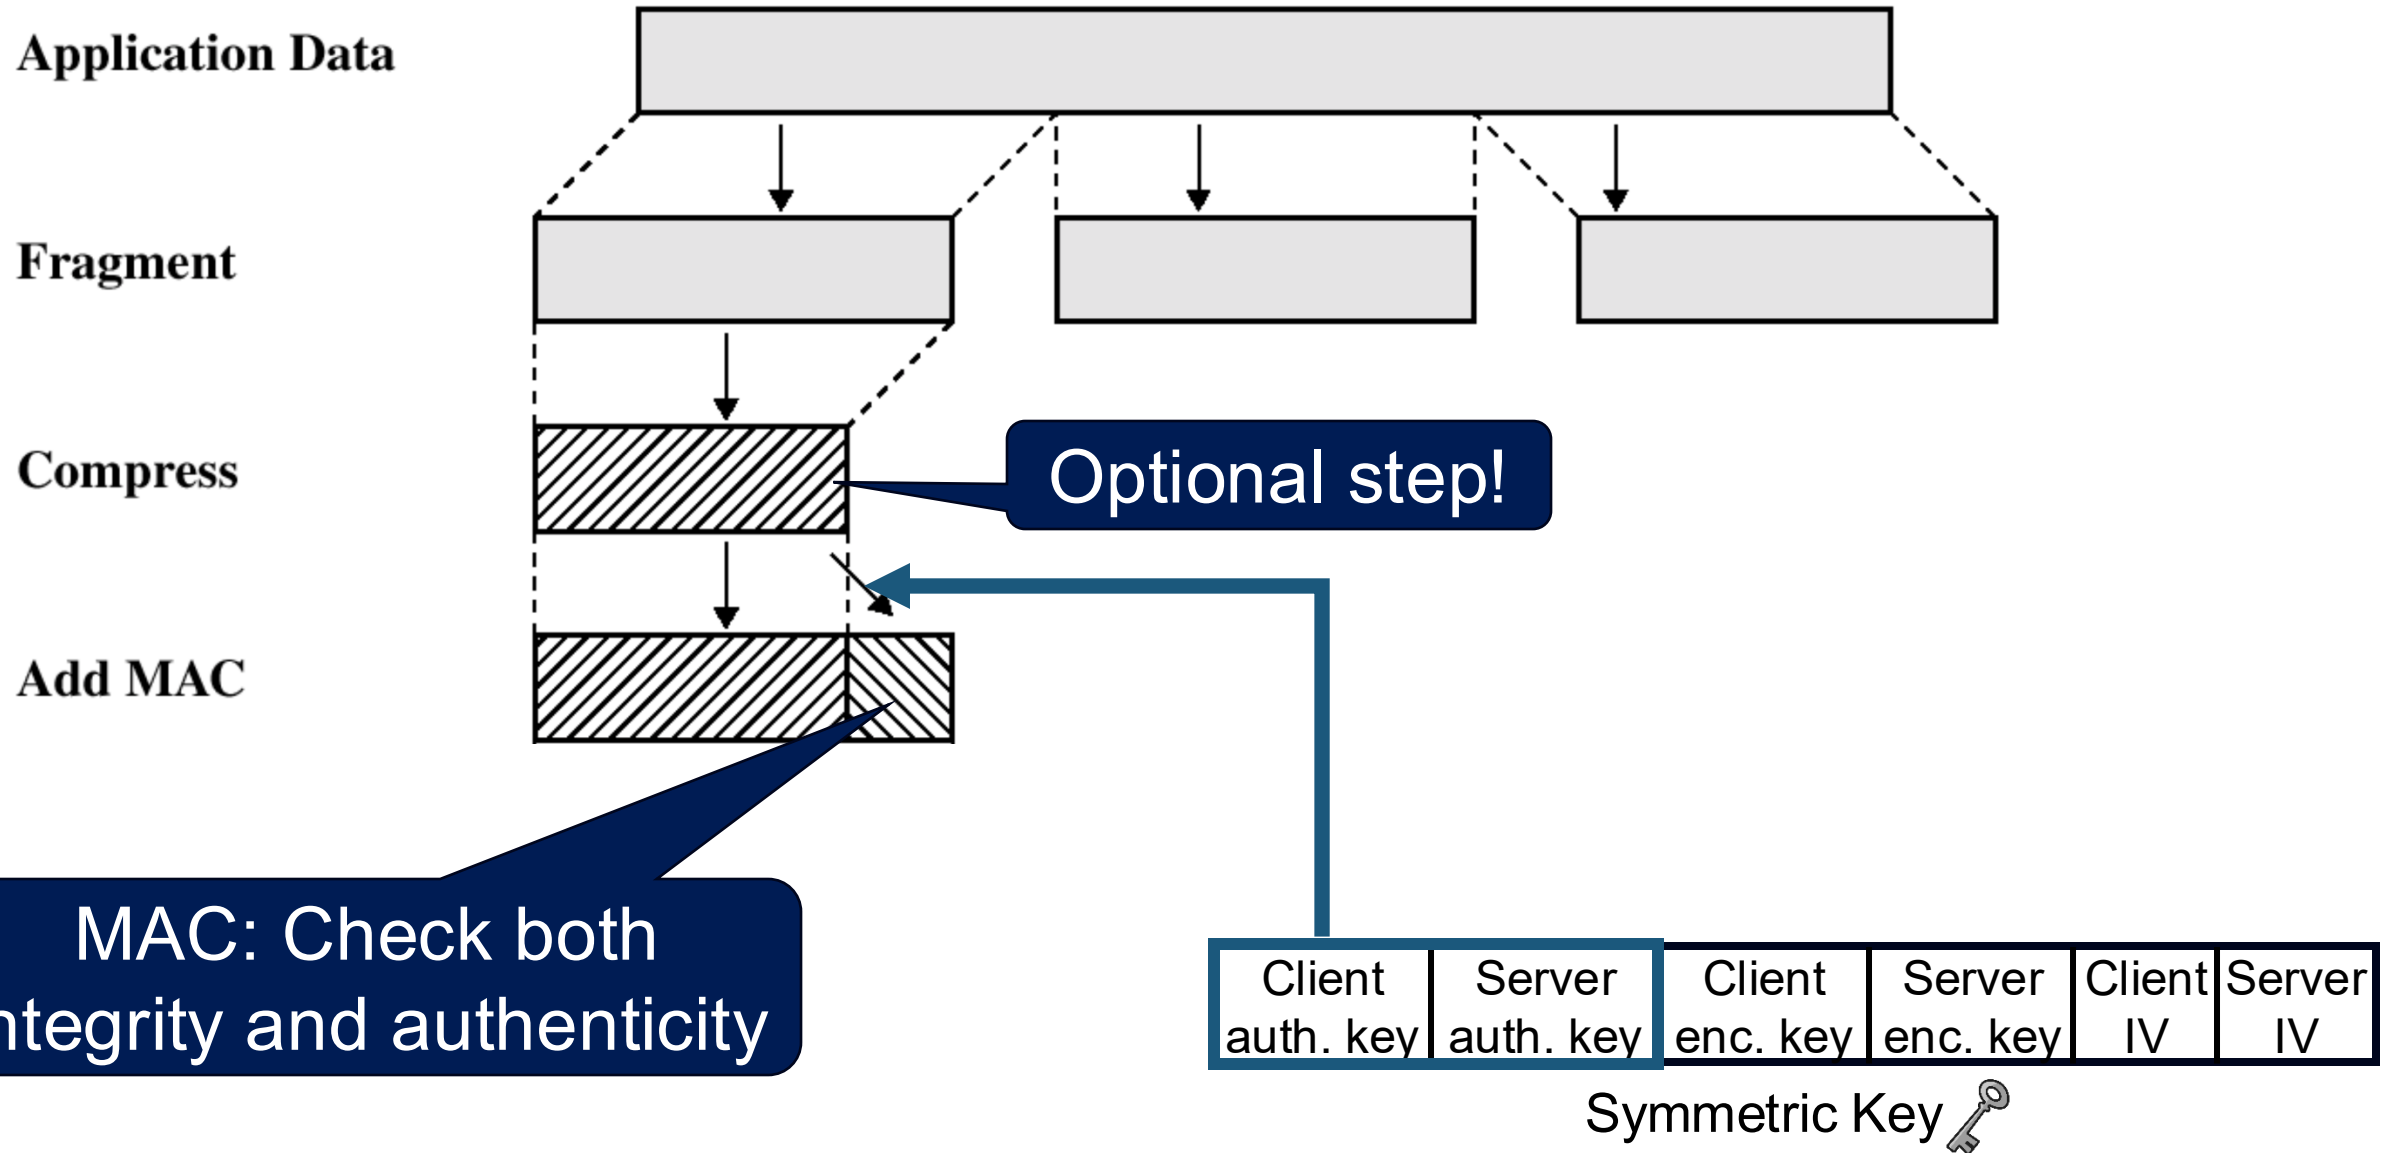 Application Data
Fragment
Compress
Optional step!
Add MAC
MAC: Check both
ntegrity and authenticity
Client auth. key
Server auth. key
Client enc. key
Server enc. key
Client IV
Server IV
Symmetric Key